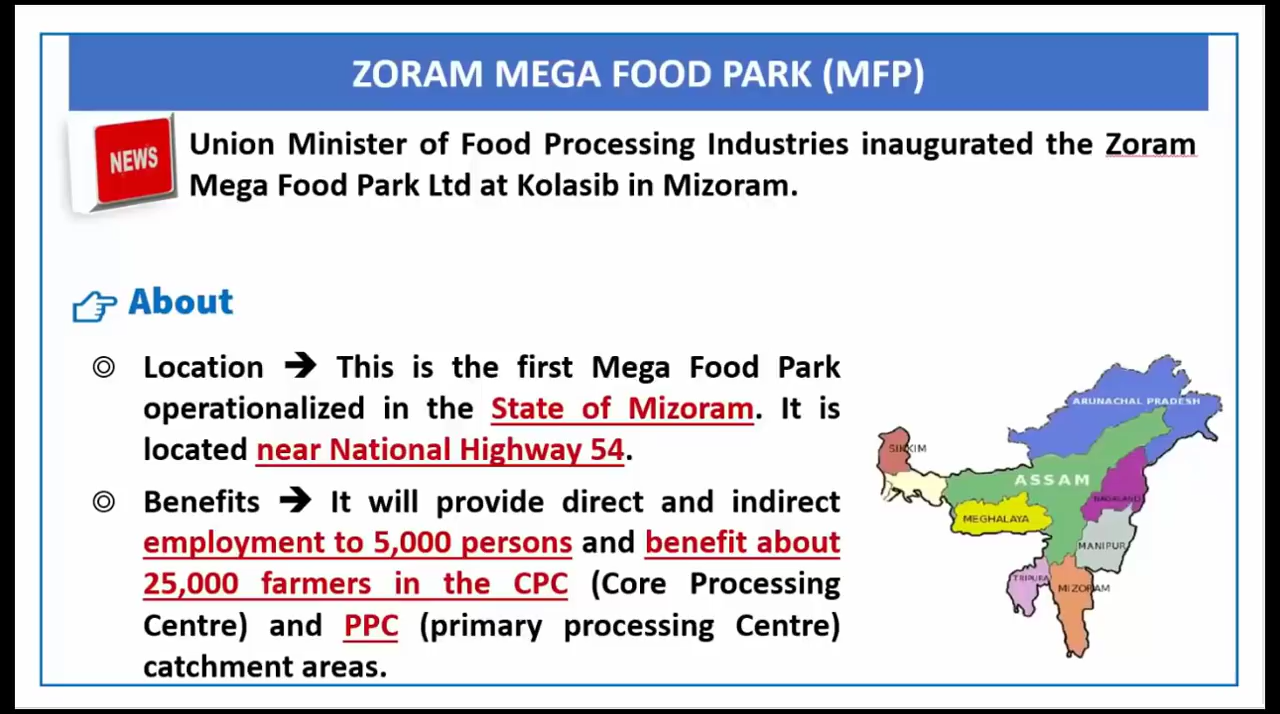 ZORAM MEGA FOOD PARK (MFP)
NEWS
Union Minister of Food Processing Industries inaugurated the Zoram
Mega Food Park Ltd at Kolasib in Mizoram.
About
Location ➔ This is the first Mega Food Park
operationalized in the State of Mizoram. It is
located near National Highway 54.
Benefits ➔ It will provide direct and indirect
employment to 5,000 persons and benefit about
25,000 farmers in the CPC (Core Processing
Centre) and PPC (primary processing Centre)
catchment areas.
ARUNACHAL PRADESH
SIKKIM
ASSAM
NAGALAND
MEGHALAYA
MANIPUR
TRIPURA
MIZORAM